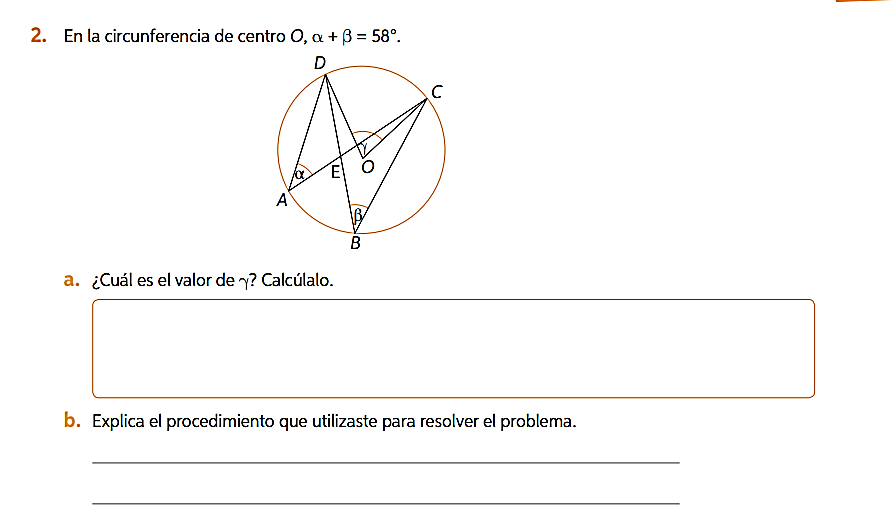 2. En la circunferencia de centro O, α + β = 58°.
D
C
γ
α
E
O
A
β
B
a. ¿Cuál es el valor de γ? Calcúlalo.
b. Explica el procedimiento que utilizaste para resolver el problema.